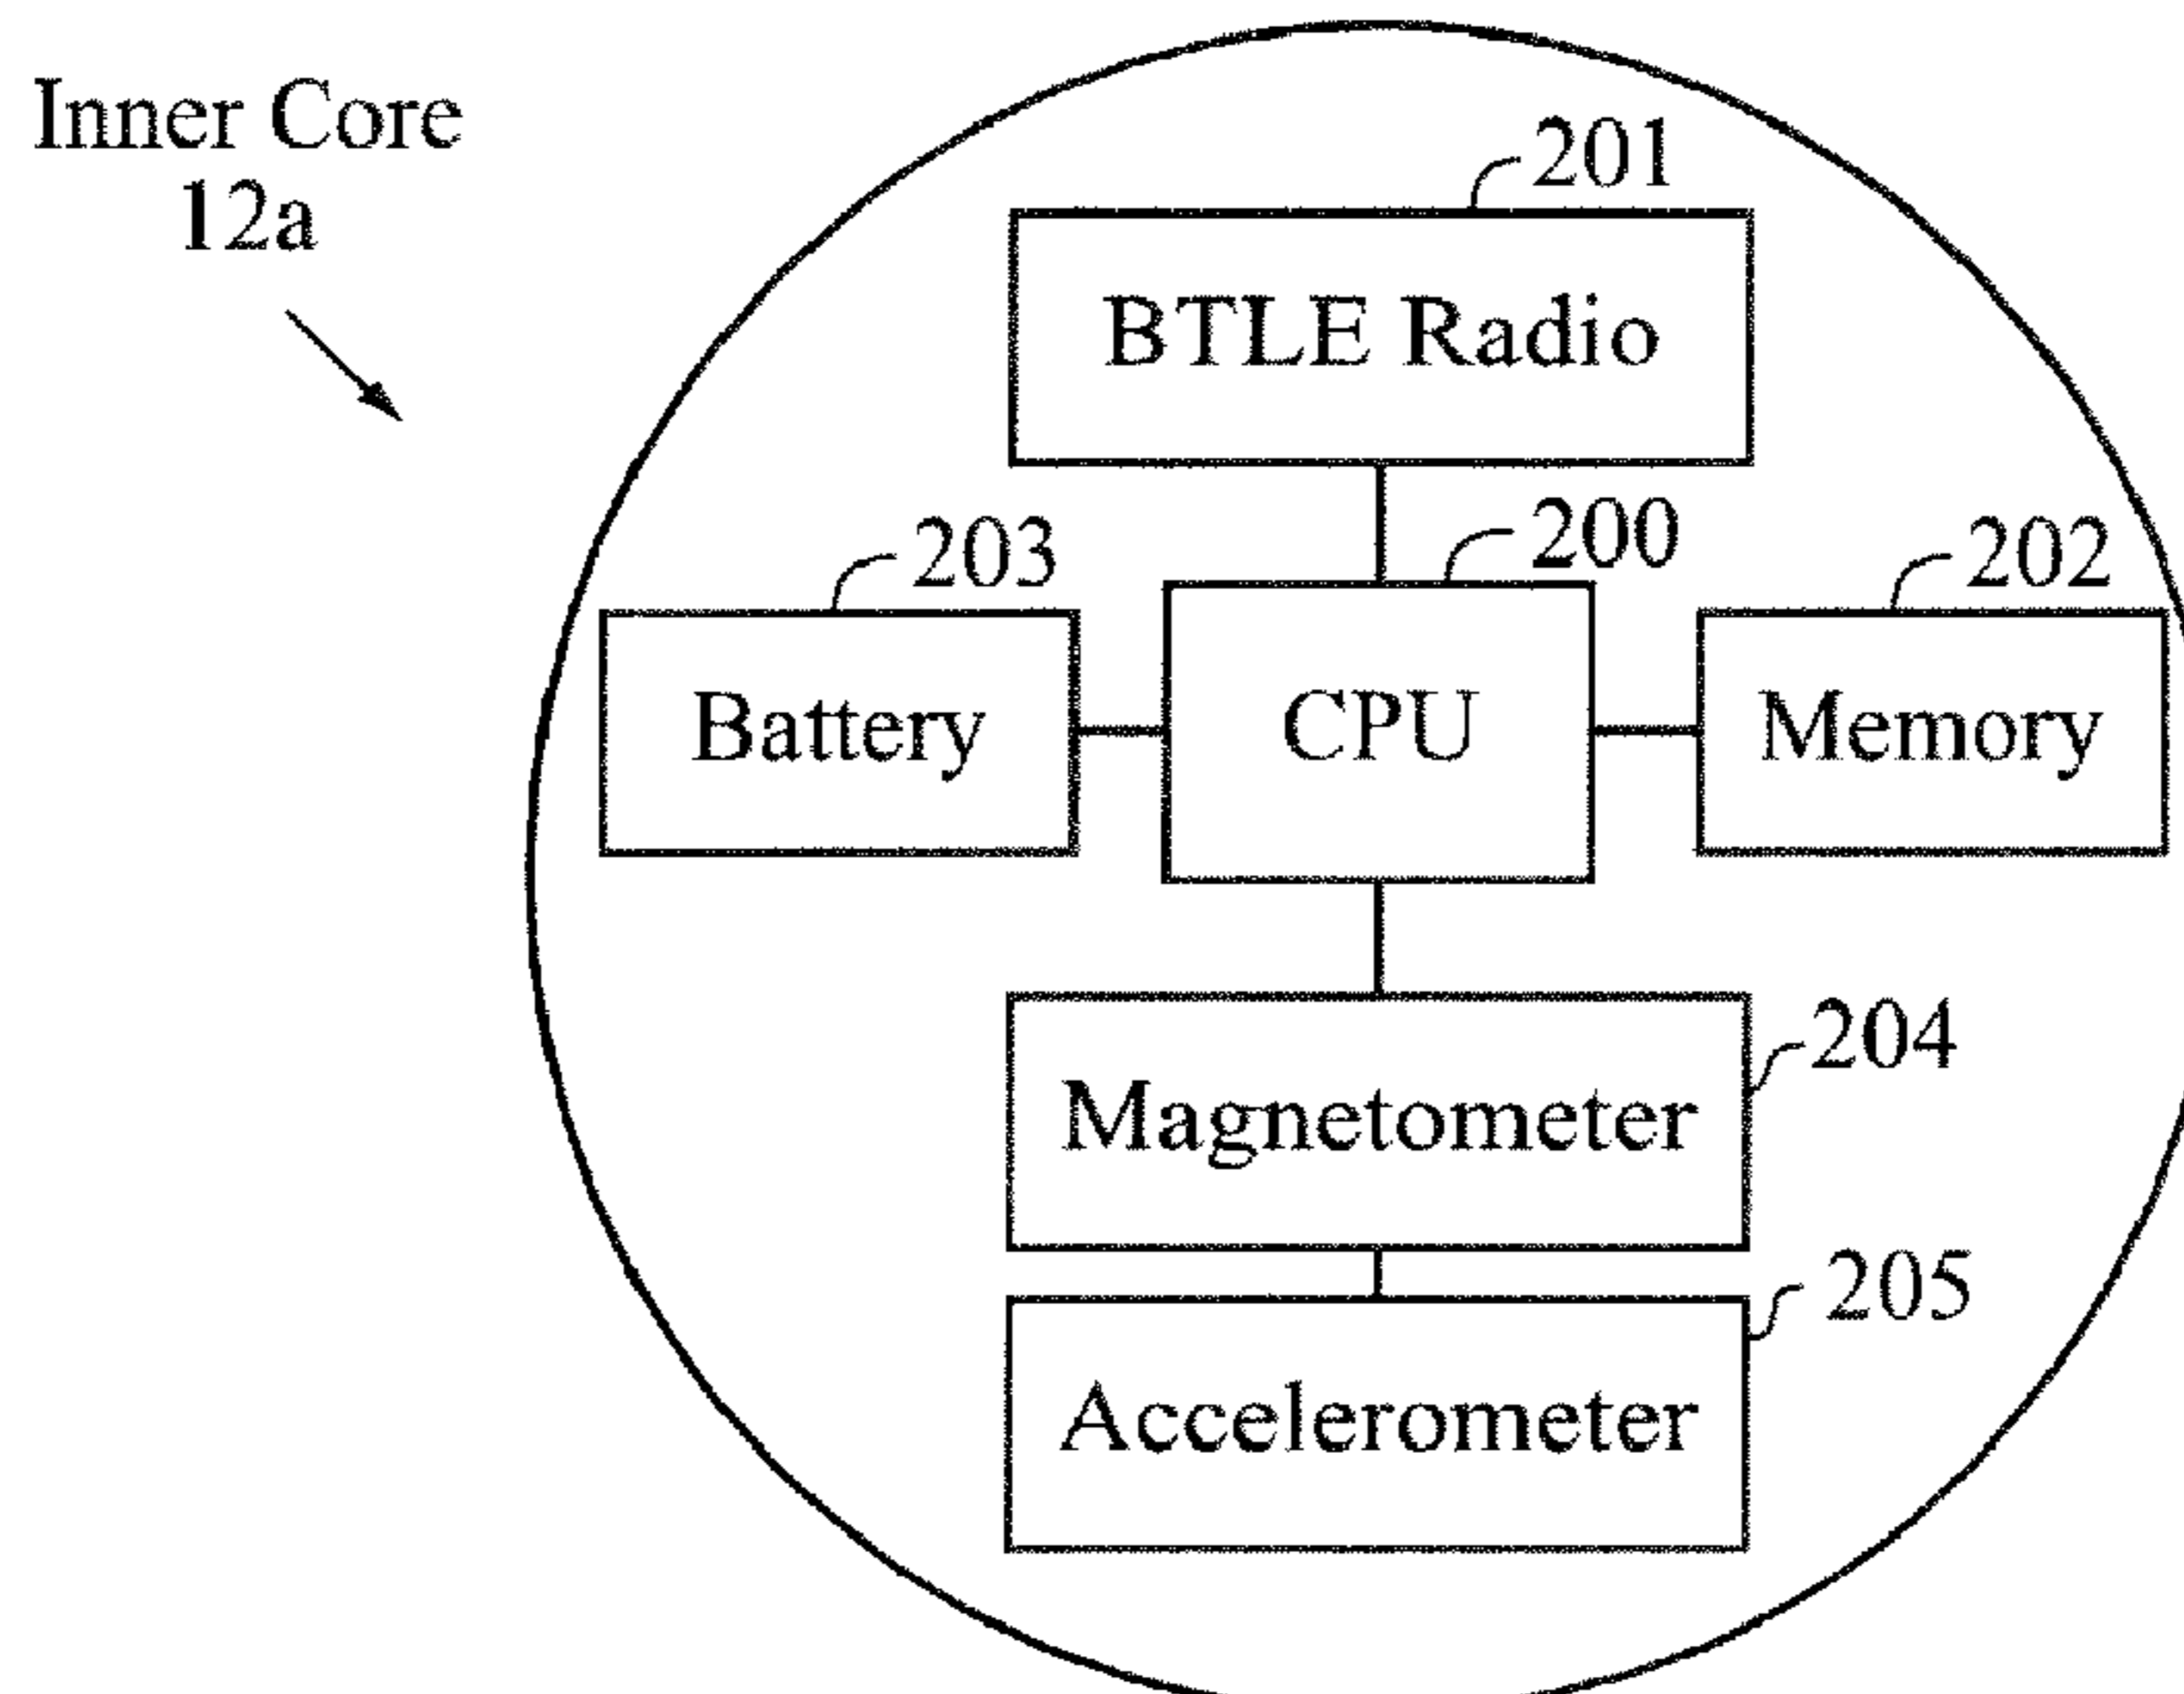 Inner Core
12a
201
BTLE Radio
203
200
202
Battery
CPU
Memory
204
Magnetometer
205
Accelerometer